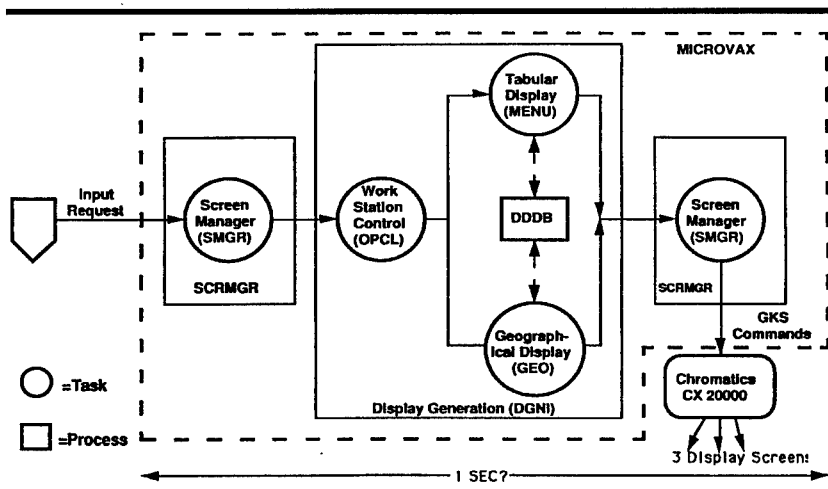 MICROVAX
Tabular
Display
(MENU)
Input
Request
Screen
Manager
(SMGR)
SCRMGR
Work
Station
Control
(OPCL)
DDDB
Geograph-
ical Display
(GEO)
Display Generation (DGNI)
Screen
Manager
(SMGR)
SCRMGR
GKS
Commands
Chromatics
CX 20000
3 Display Screens
=Task
=Process
1 SEC?